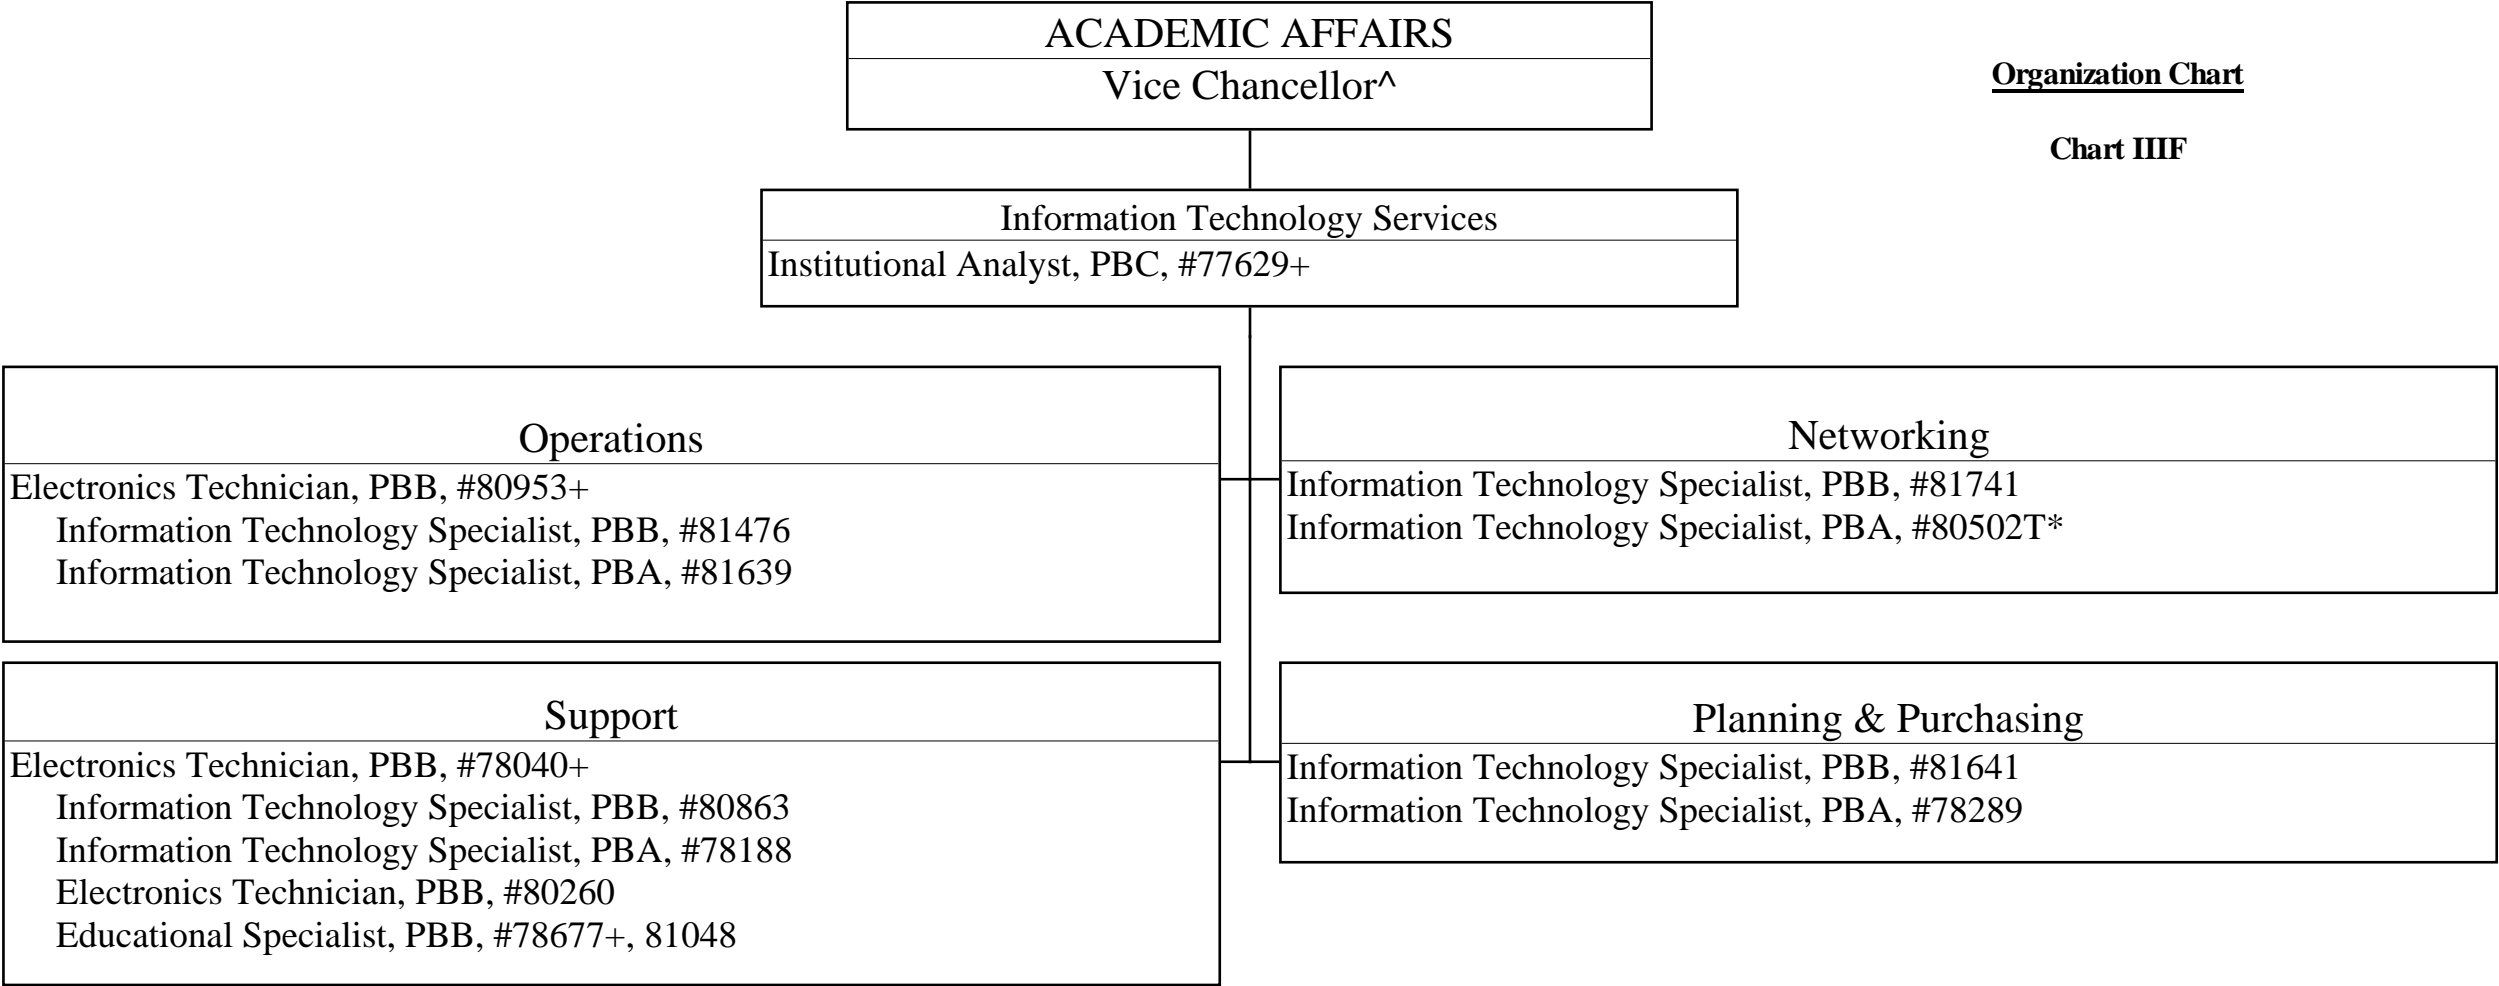 ACADEMIC AFFAIRS
Vice Chancellor^
Organization Chart
Chart IIIF
Information Technology Services
Institutional Analyst, PBC, #77629+
Operations
Electronics Technician, PBB, #80953+
Information Technology Specialist, PBB, #81476
Information Technology Specialist, PBA, #81639
Networking
Information Technology Specialist, PBB, #81741
Information Technology Specialist, PBA, #80502T*
Support
Electronics Technician, PBB, #78040+
Information Technology Specialist, PBB, #80863
Information Technology Specialist, PBA, #78188
Electronics Technician, PBB, #80260
Educational Specialist, PBB, #78677+, 81048
Planning & Purchasing
Information Technology Specialist, PBB, #81641
Information Technology Specialist, PBA, #78289